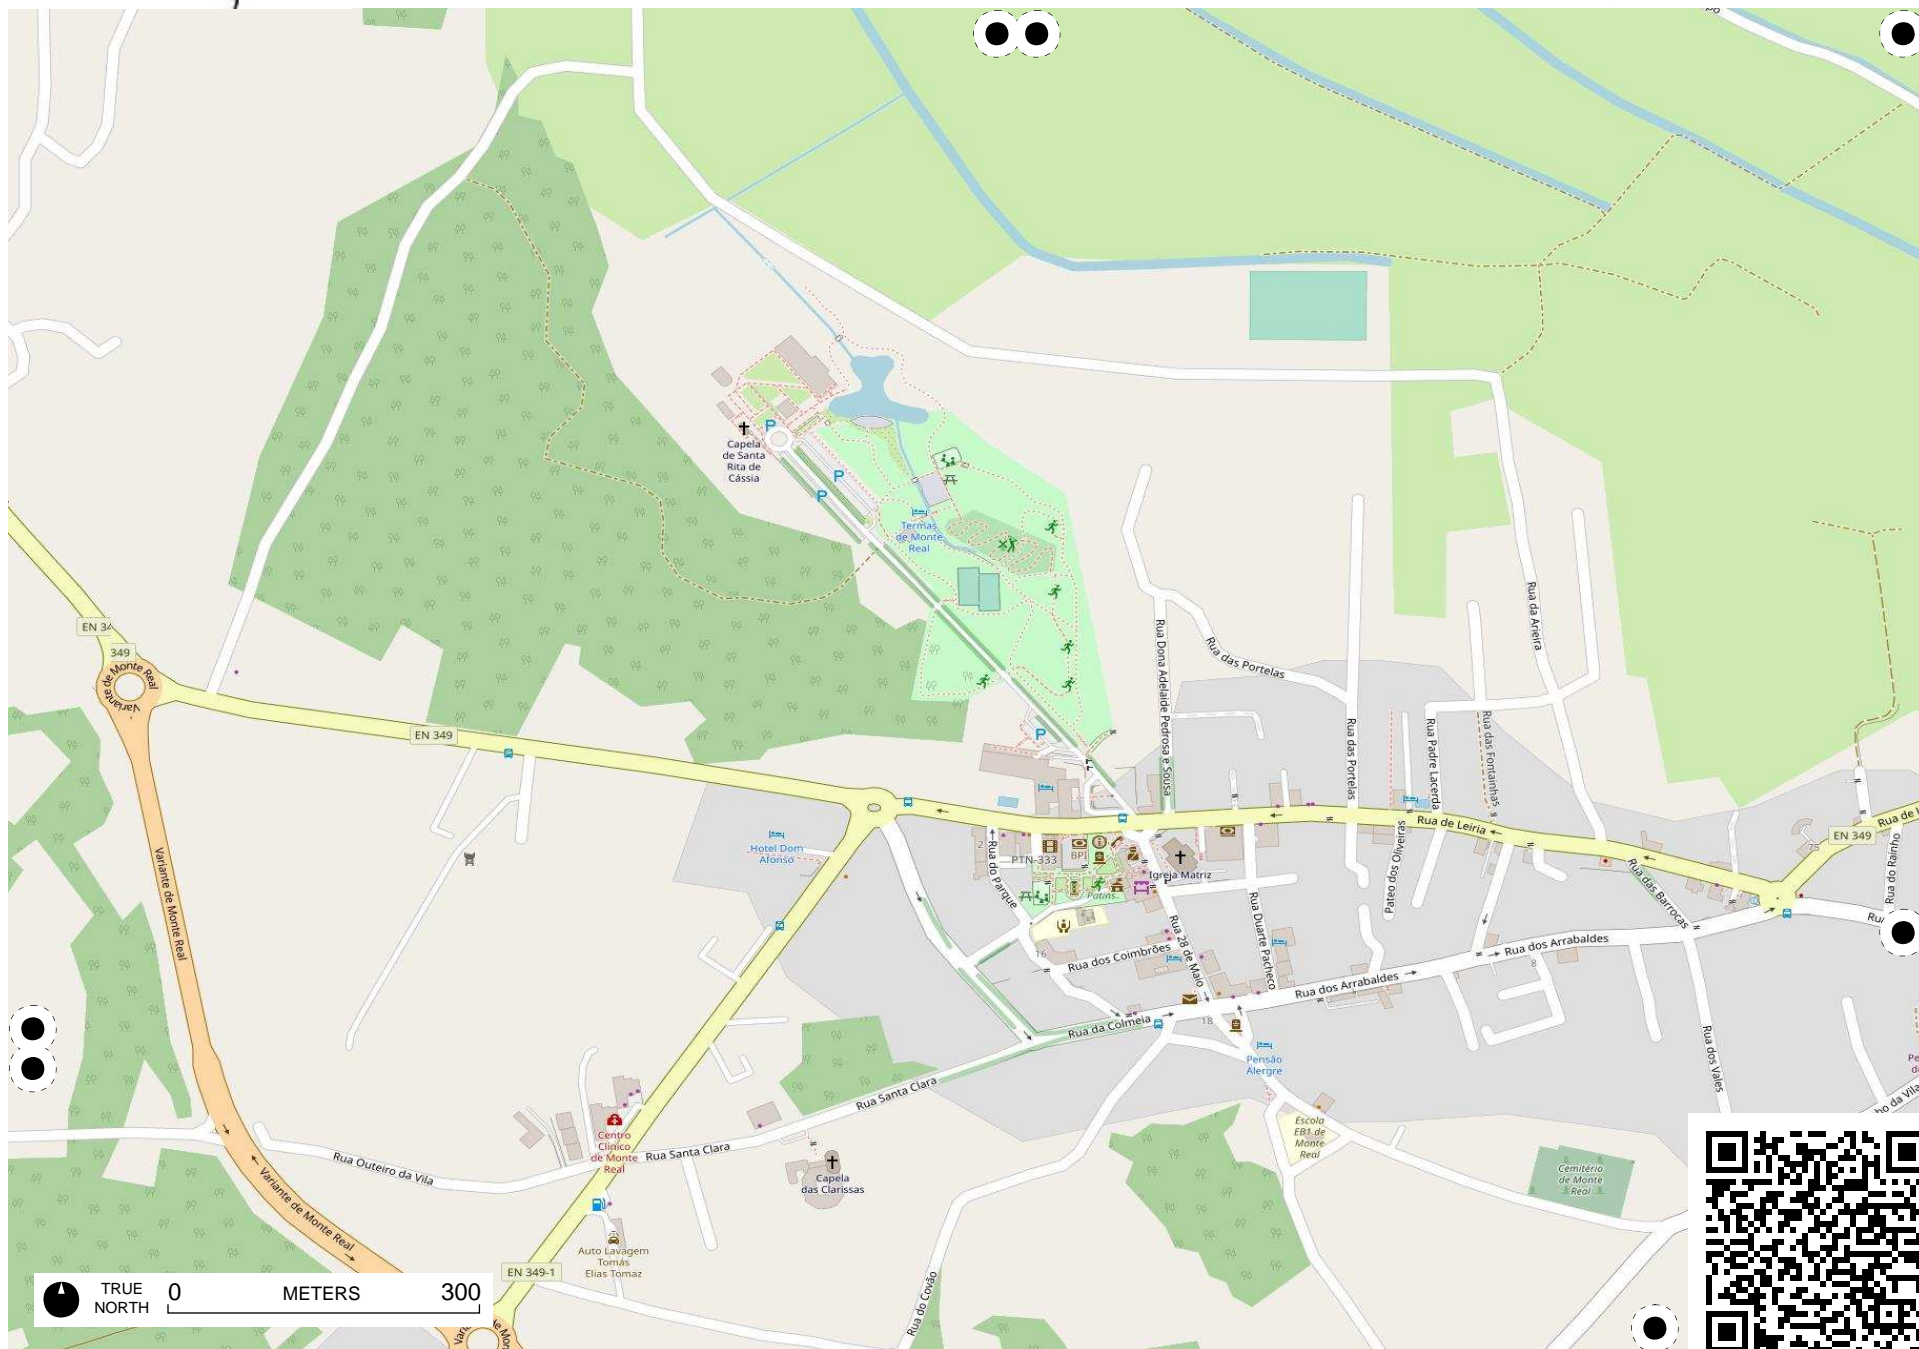 Capela
de Santa
Rita de
Cássia
Termas
de Monte
Real
Rua da Arieira
Rua Dona Adelaide Pedrosa e Sousa
Rua das Portelas
349
Variante de Monte Real
EN 349
Rua das Portelas
Rua Padre Lacerda
Rua das Fontainhas
Rua de Leiria
EN 349
75
Rua do Rainho
Hotel Dom
Afonso
2
PTN-333
BPI
Igreja Matriz
Patins
Rua do Parque
Pateo dos Oliveiras
Rua das Barrocas
Variante de Monte Real
Rua 28 de Maio
Rua Duarte Pacheco
16
Rua dos Coimbrões
Rua dos Arrabaldes
8
Rua dos Arrabaldes
Rua da Colmeia
18
Pensão
Alergre
Rua dos Vales
Rua Santa Clara
Centro
Clínico
de Monte
Real
Rua Santa Clara
Escola
EB1 de
Monte
Real
Rua Outeiro da Vila
Capela
das Clarissas
Cemitério
de Monte
Real
Variante de Monte Real
Auto Lavagem
Tomás
Elias Tomaz
EN 349-1
Rua do Covão
TRUE
NORTH
0 METERS 300